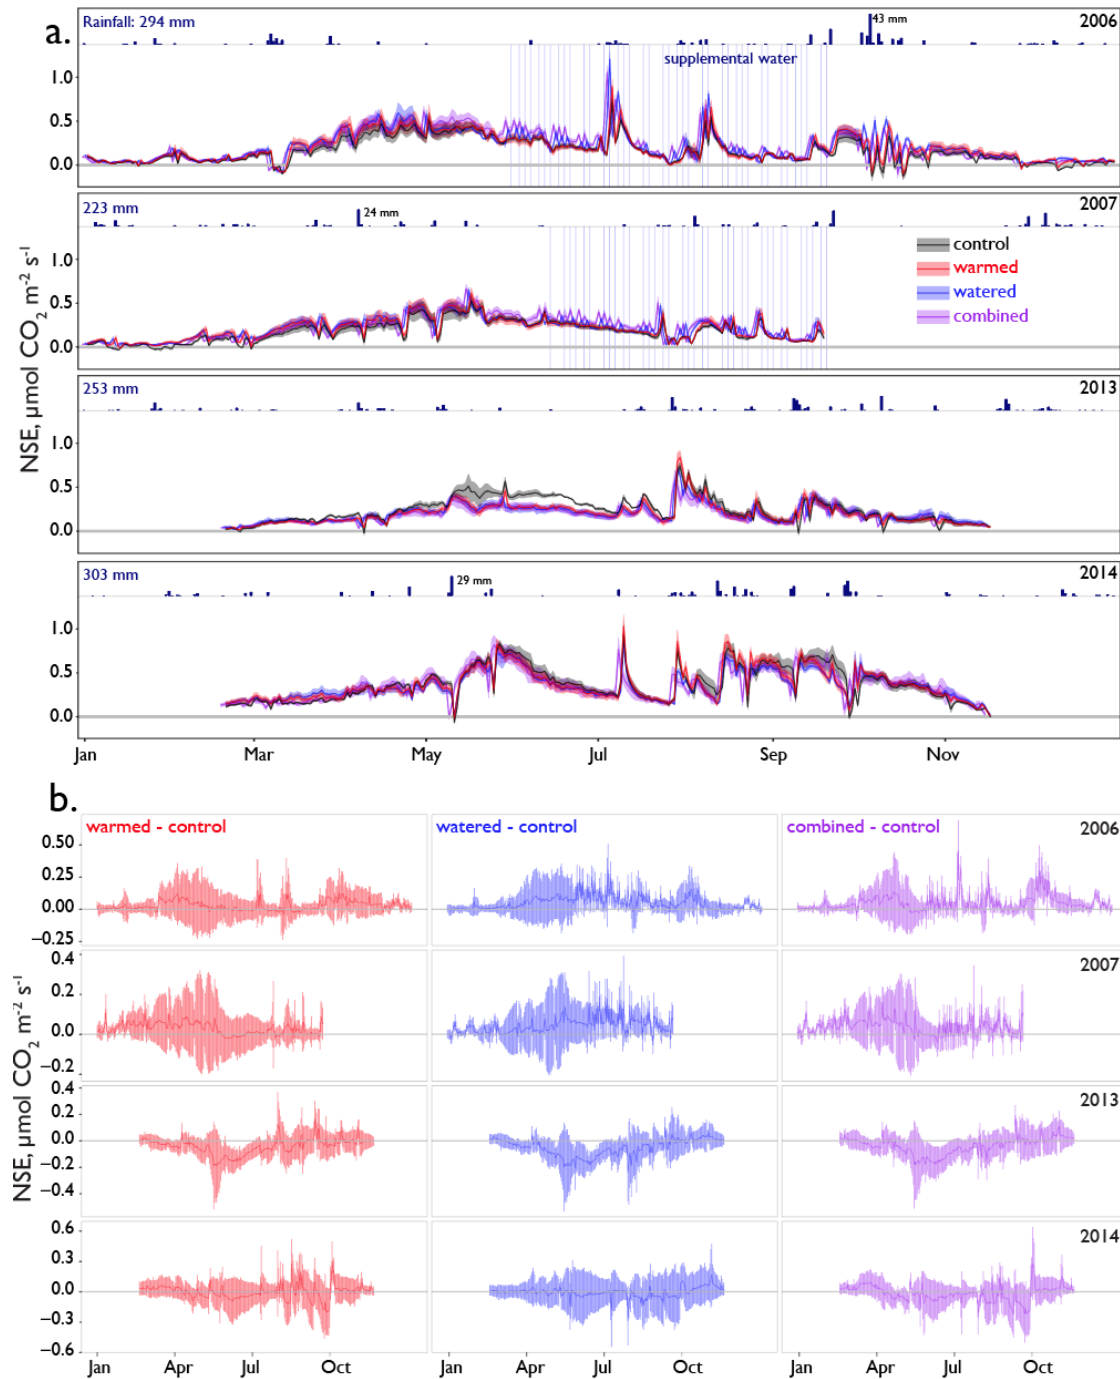 a.
Rainfall: 294 mm
43 mm
2006
supplemental water
1.0
0.5
0.0
223 mm
24 mm
2007
1.0
0.5
0.0
control
warmed
watered
combined
NSE, µmol CO2 m-2 s-1
253 mm
2013
1.0
0.5
0.0
303 mm
29 mm
2014
1.0
0.5
0.0
Jan Mar May Jul Sep Nov
b.
warmed - control
watered - control
combined - control
2006
0.50
0.25
0.00
−0.25
2007
0.4
0.2
0.0
−0.2
NSE, µmol CO2 m-2 s-1
2013
0.4
0.2
0.0
−0.2
−0.4
2014
0.6
0.3
0.0
−0.3
−0.6
Jan Apr Jul Oct Jan Apr Jul Oct Jan Apr Jul Oct